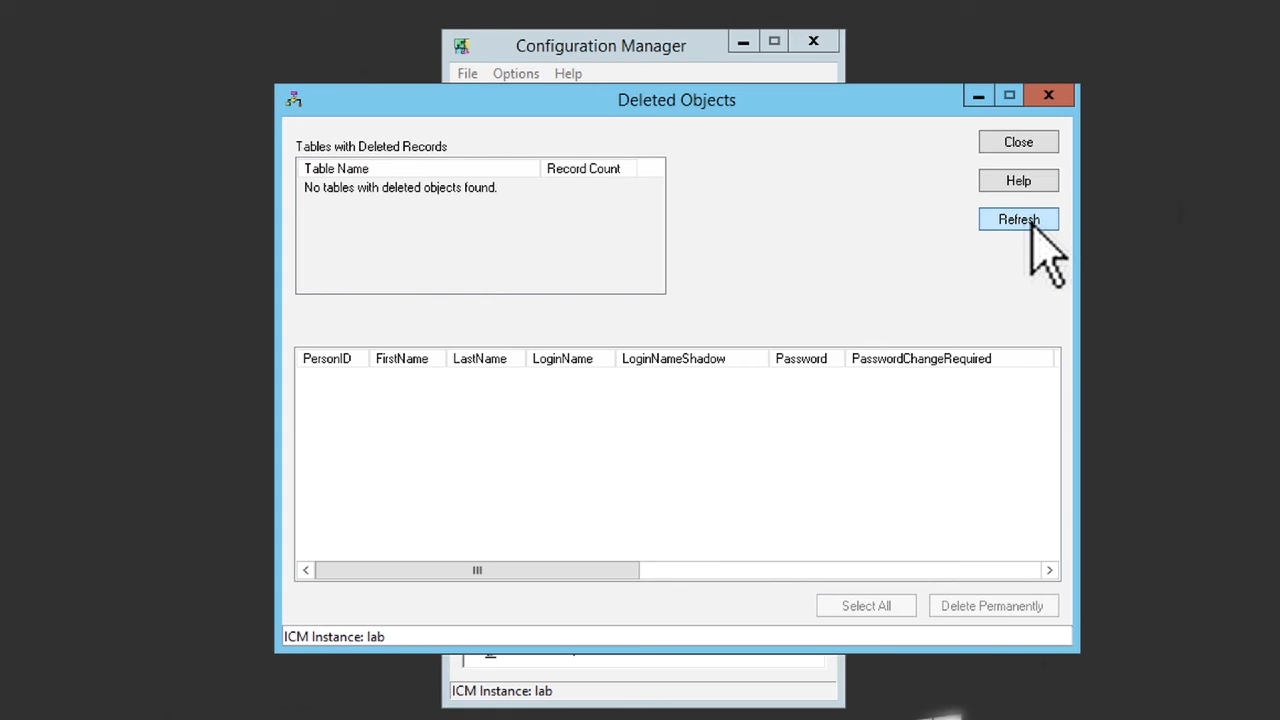 Configuration Manager
File Options Help
Deleted Objects
Tables with Deleted Records
Table Name Record Count
No tables with deleted objects found.
Close
Help
Refresh
PersonID FirstName LastName LoginName LoginNameShadow Password PasswordChangeRequired
Select All Delete Permanently
ICM Instance: lab
ICM Instance: lab